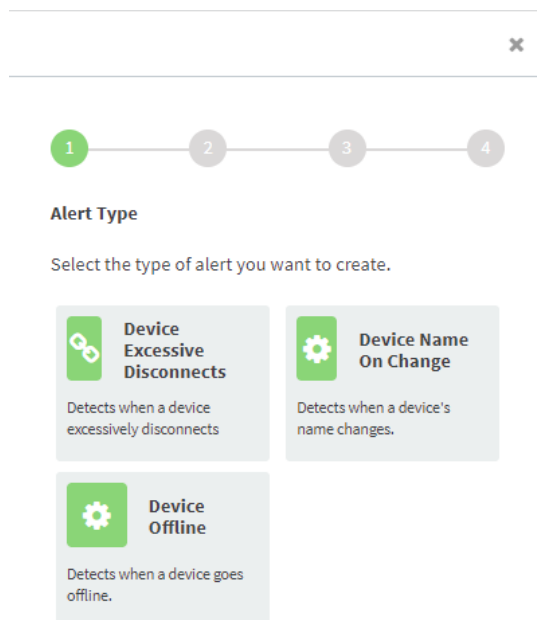 1 2 3 4
Alert Type
Select the type of alert you want to create.
Device
Excessive
Disconnects
Detects when a device
excessively disconnects
Device Name
On Change
Detects when a device's
name changes.
Device
Offline
Detects when a device goes
offline.